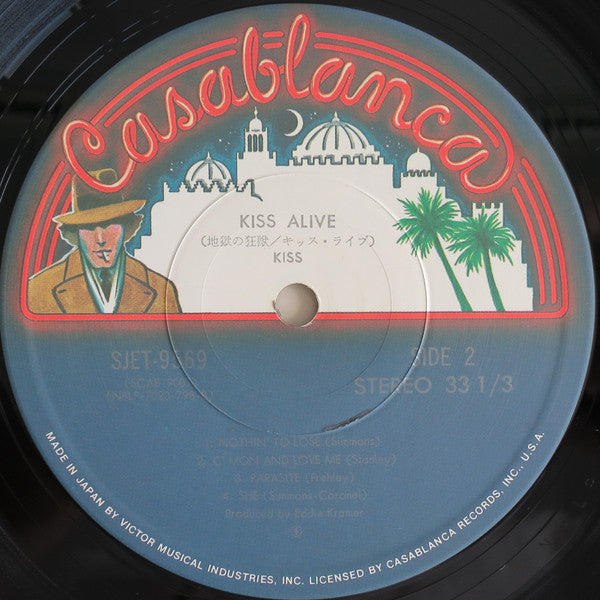 Casablanca
KISS ALIVE
(地獄の狂獣/キッス・ライブ)
KISS
SIDE 2
STEREO 33 1/3
1. NOTHIN' TO LOSE (Simmons)
2. C' MON AND LOVE ME (Stanley)
3. PARASITE (Frehley)
4. SHE (Simmons-Coronel)
Produced by Eddie Kramer
MADE IN JAPAN BY VICTOR MUSICAL INDUSTRIES, INC. LICENSED BY CASABLANCA RECORDS, INC., U.S.A.